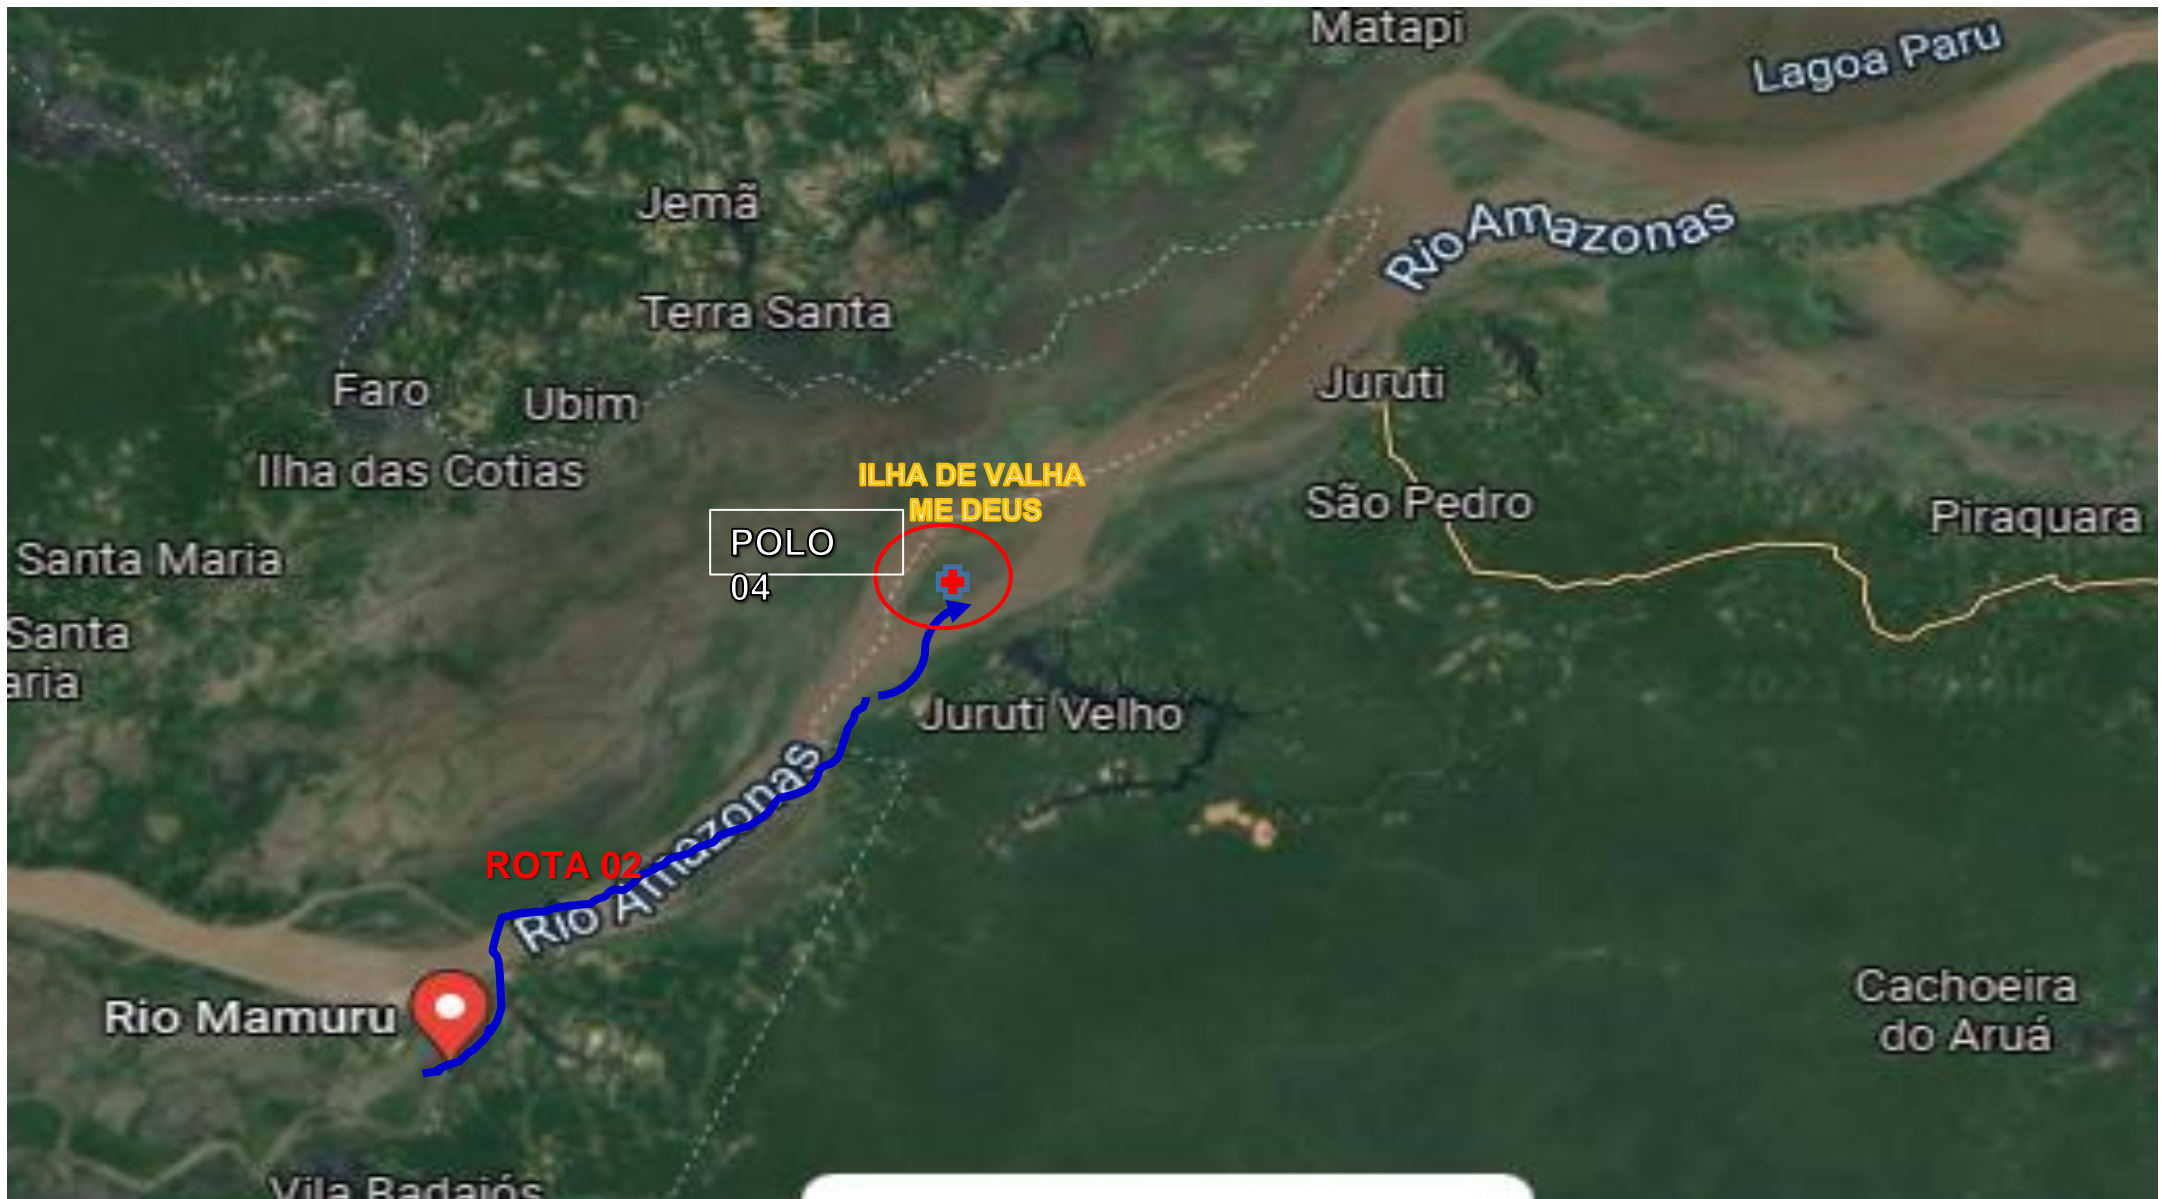 Matapi
Lagoa Paru
Jemã
Rio Amazonas
Terra Santa
Faro
Ubim
Juruti
Ilha das Cotias
ILHA DE VALHA
ME DEUS
São Pedro
Piraquara
POLO
04
Santa Maria
Santa
aria
Juruti Velho
Rio Amazonas
ROTA 02
Rio Mamuru
Cachoeira
do Aruá
Vila Badajós